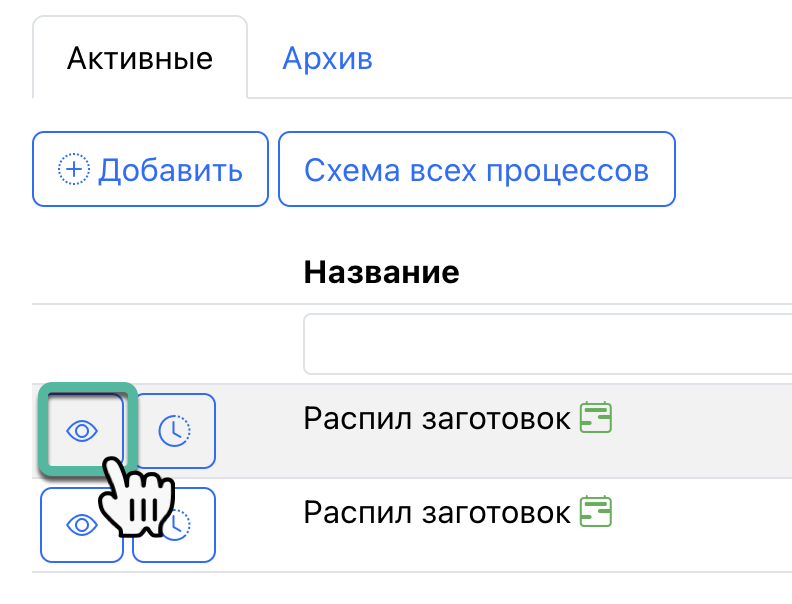 Активные Архив
Добавить Схема всех процессов
Название
Распил заготовок
Распил заготовок